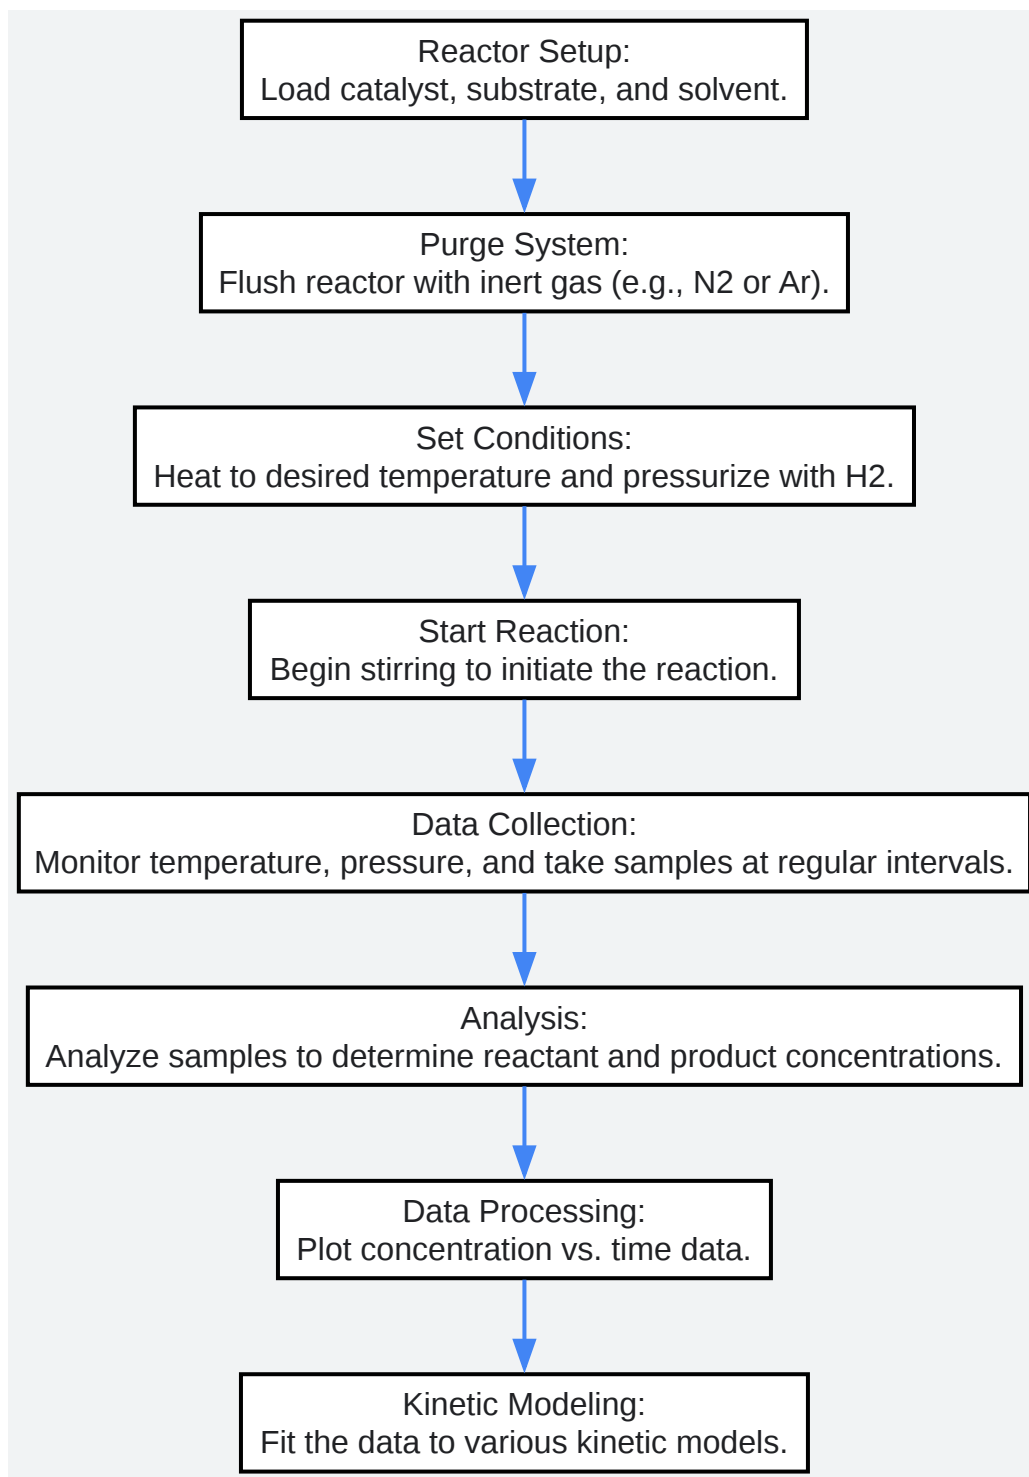 Reactor Setup:
Load catalyst, substrate, and solvent.
Purge System:
Flush reactor with inert gas (e.g., N2 or Ar).
Set Conditions:
Heat to desired temperature and pressurize with H2.
Start Reaction:
Begin stirring to initiate the reaction.
Data Collection:
Monitor temperature, pressure, and take samples at regular intervals.
Analysis:
Analyze samples to determine reactant and product concentrations.
Data Processing:
Plot concentration vs. time data.
Kinetic Modeling:
Fit the data to various kinetic models.